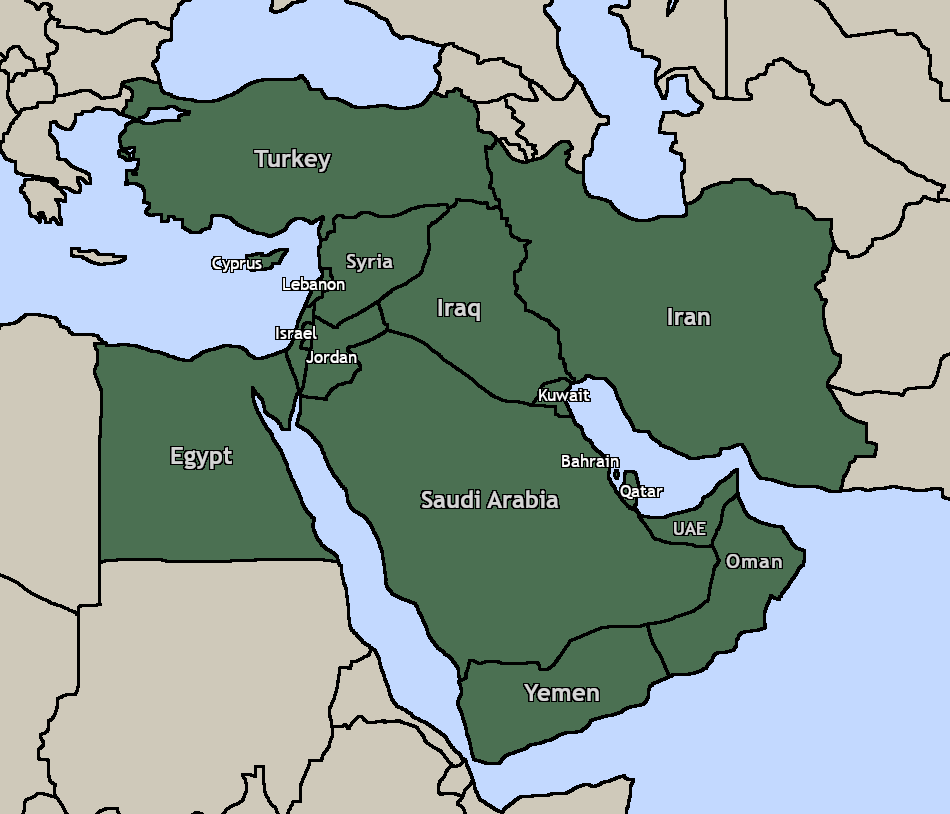 Turkey
Cyprus
Syria
Lebanon
Iraq
Iran
Israel
Jordan
Kuwait
Egypt
Bahrain
Qatar
Saudi Arabia
UAE
Oman
Yemen